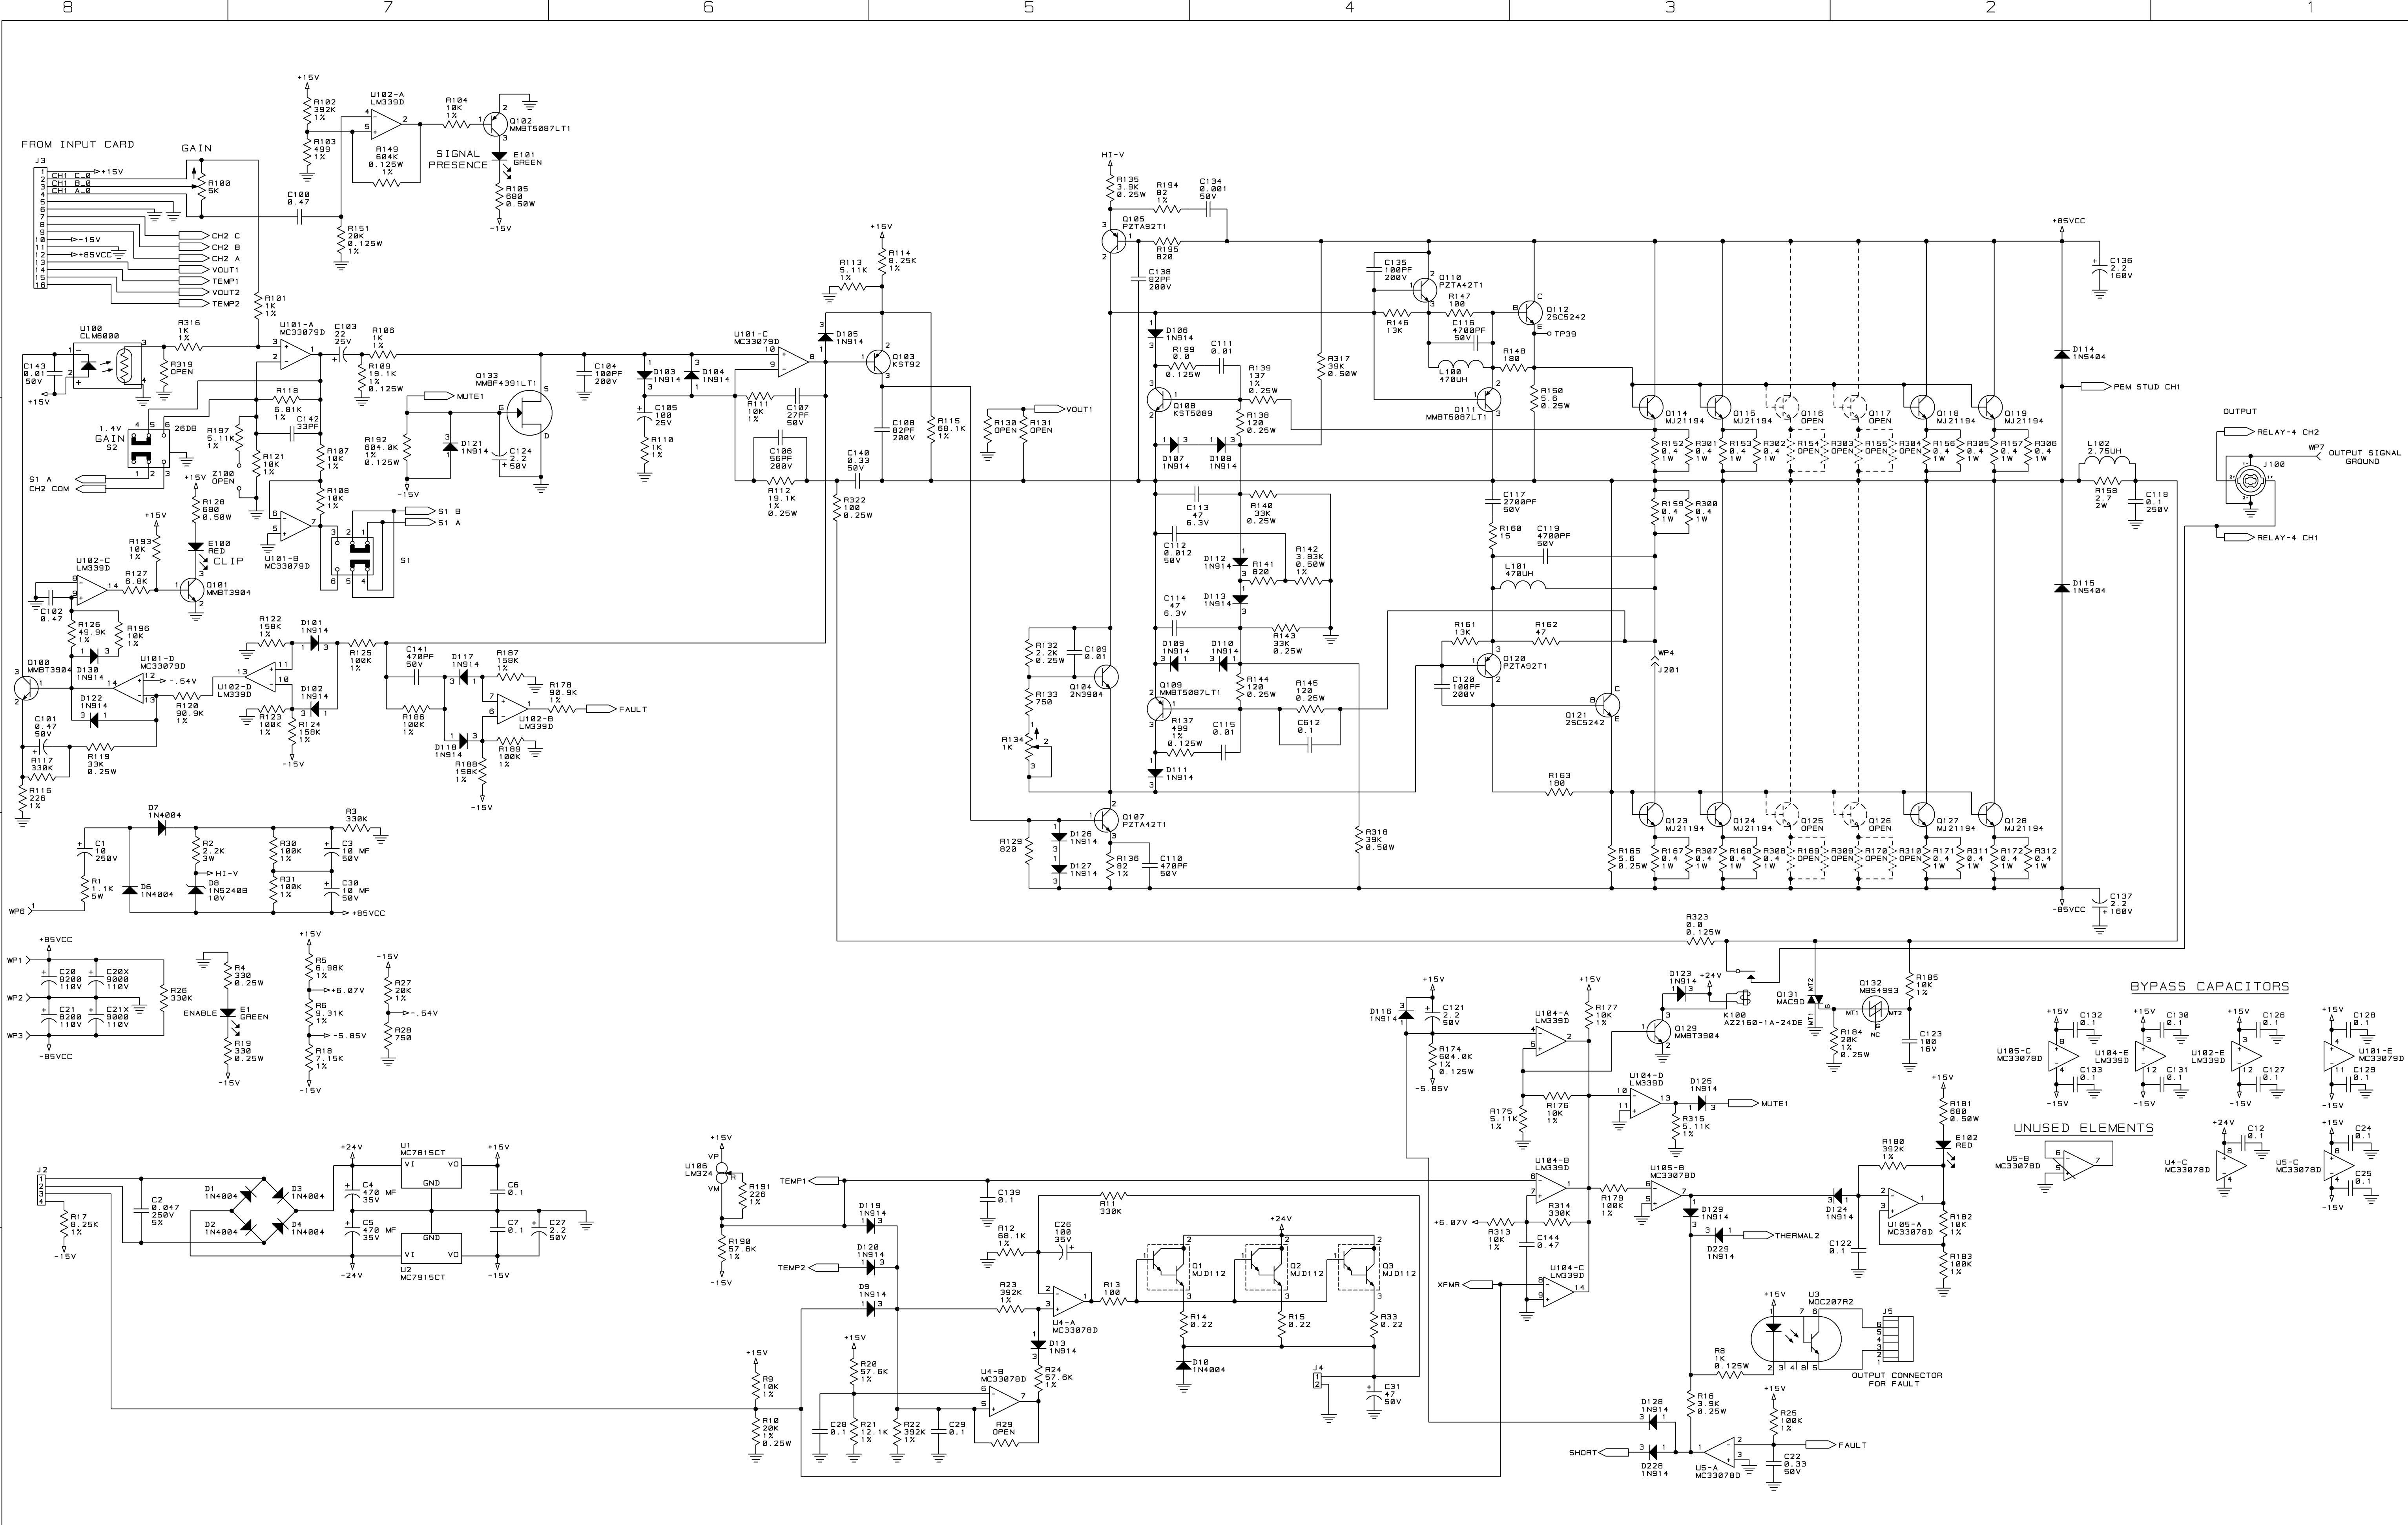 8 7 6 5 4 3 2 1
FROM INPUT CARD
J3
1
2
3
4
5
6
7
8
9
10
11
12
13
14
15
16
+15V
CH1 C_0
CH1 B_0
CH1 A_0
-15V
+85VCC
CH2 C
CH2 B
CH2 A
VOUT1
TEMP1
VOUT2
TEMP2
GAIN
R100
5K
C100
0.47
+15V
R102
392K
1%
R103
499
1%
U102-A
LM339D
R149
604K
0.125W
1%
R151
20K
0.125W
1%
R104
10K
1%
Q102
MMBT5087LT1
SIGNAL
PRESENCE
E101
GREEN
R105
680
0.50W
-15V
R101
1K
1%
U100
CLM6000
R316
1K
1%
R319
OPEN
C143
0.01
50V
+15V
U101-A
MC33079D
C103
22
25V
R106
1K
1%
R109
19.1K
1%
0.125W
R118
6.81K
1%
C142
33PF
R197
5.11K
1%
R121
10K
1%
Z100
OPEN
R107
10K
1%
R108
10K
1%
1.4V
GAIN
S2
26DB
S1 A
CH2 COM
U101-B
MC33079D
S1 B
S1 A
S1
+15V
R128
680
0.50W
E100
RED
CLIP
Q101
MMBT3904
+15V
R193
10K
1%
R127
6.8K
U102-C
LM339D
C102
0.47
R126
49.9K
1%
R196
10K
1%
D130
1N914
Q100
MMBT3904
U101-D
MC33079D
-.54V
D122
1N914
R120
90.9K
1%
C101
0.47
50V
R117
330K
R119
33K
0.25W
R116
226
1%
R122
158K
1%
D101
1N914
U102-D
LM339D
D102
1N914
R123
100K
1%
R124
158K
1%
-15V
R125
100K
1%
C141
470PF
50V
R186
100K
1%
D117
1N914
D118
1N914
R187
158K
1%
R188
158K
1%
-15V
R189
100K
1%
U102-B
LM339D
R178
90.9K
1%
FAULT
Q133
MMBF4391LT1
G
S
D
MUTE1
R192
604.0K
1%
0.125W
-15V
D121
1N914
C124
2.2
50V
C104
100PF
200V
D103
1N914
D104
1N914
C105
100
25V
R110
1K
1%
U101-C
MC33079D
R111
10K
1%
C107
27PF
50V
C106
56PF
200V
R112
19.1K
1%
0.25W
D105
1N914
R113
5.11K
1%
+15V
R114
8.25K
1%
Q103
KST92
C108
82PF
200V
C140
0.33
50V
R322
100
0.25W
R115
68.1K
1%
R130
OPEN
R131
OPEN
VOUT1
HI-V
R135
3.9K
0.25W
R194
82
1%
C134
0.001
50V
Q105
PZTA92T1
R195
820
C138
82PF
200V
D106
1N914
R199
0.0
0.125W
C111
0.01
Q108
KST5089
R139
137
1%
0.25W
R138
120
0.25W
D107
1N914
D108
1N914
R317
39K
0.50W
C113
47
6.3V
R140
33K
0.25W
C112
0.012
50V
D112
1N914
R141
820
R142
3.83K
0.50W
1%
D113
1N914
C114
47
6.3V
R143
33K
0.25W
D109
1N914
D110
1N914
R144
120
0.25W
R145
120
0.25W
C612
0.1
Q109
MMBT5087LT1
R137
499
1%
0.125W
C115
0.01
D111
1N914
R132
2.2K
0.25W
C109
0.01
Q104
2N3904
R133
750
R134
1K
Q107
PZTA42T1
R129
820
D126
1N914
D127
1N914
R136
82
1%
C110
470PF
50V
R318
39K
0.50W
C135
100PF
200V
Q110
PZTA42T1
R147
100
R146
13K
C116
4700PF
50V
L100
470UH
Q112
2SC5242
B
C
E
TP39
R148
180
Q111
MMBT5087LT1
R150
5.6
0.25W
C117
2700PF
50V
R160
15
C119
4700PF
50V
L101
470UH
R161
13K
R162
47
C120
100PF
200V
Q120
PZTA92T1
Q121
2SC5242
B
C
E
R163
180
R165
5.6
0.25W
WP4
J201
Q114
MJ21194
Q115
MJ21194
Q116
OPEN
Q117
OPEN
Q118
MJ21194
Q119
MJ21194
R152
0.4
1W
R301
0.4
1W
R153
0.4
1W
R302
0.4
1W
R154
OPEN
R303
OPEN
R155
OPEN
R304
OPEN
R156
0.4
1W
R305
0.4
1W
R157
0.4
1W
R306
0.4
1W
R159
0.4
1W
R300
0.4
1W
Q123
MJ21194
Q124
MJ21194
Q125
OPEN
Q126
OPEN
Q127
MJ21194
Q128
MJ21194
R167
0.4
1W
R307
0.4
1W
R168
0.4
1W
R308
0.4
1W
R169
OPEN
R309
OPEN
R170
OPEN
R310
OPEN
R171
0.4
1W
R311
0.4
1W
R172
0.4
1W
R312
0.4
1W
+85VCC
C136
2.2
160V
D114
1N5404
PEM STUD CH1
D115
1N5404
-85VCC
C137
2.2
160V
L102
2.75UH
R158
2.7
2W
C118
0.1
250V
OUTPUT
RELAY-4 CH2
WP7
OUTPUT SIGNAL
GROUND
J100
RELAY-4 CH1
D7
1N4004
R3
330K
C1
10
250V
R1
1.1K
5W
WP6
D6
1N4004
R2
2.2K
3W
HI-V
D8
1N5240B
10V
R30
100K
1%
R31
100K
1%
C3
10 MF
50V
C30
10 MF
50V
+85VCC
+85VCC
WP1
WP2
WP3
C20
8200
110V
C20X
9000
110V
C21
8200
110V
C21X
9000
110V
R26
330K
-85VCC
R4
330
0.25W
ENABLE
E1
GREEN
R19
330
0.25W
-15V
+15V
R5
6.98K
1%
+6.07V
R6
9.31K
1%
-5.85V
R18
7.15K
1%
-15V
-15V
R27
20K
1%
-.54V
R28
750
J2
R17
8.25K
1%
-15V
C2
0.047
250V
5%
D1
1N4004
D3
1N4004
D2
1N4004
D4
1N4004
+24V
C4
470 MF
35V
C5
470 MF
35V
-24V
U1
MC7815CT
VI
VO
GND
GND
VI
VO
U2
MC7915CT
+15V
C6
0.1
C7
0.1
C27
2.2
50V
-15V
+15V
VP
U106
LM324
VM
R
R191
226
1%
R190
57.6K
1%
-15V
TEMP1
TEMP2
D119
1N914
D120
1N914
D9
1N914
+15V
R9
10K
1%
R10
20K
1%
0.25W
+15V
R20
57.6K
1%
C28
0.1
R21
12.1K
1%
R22
392K
1%
C29
0.1
U4-B
MC33078D
R29
OPEN
C139
0.1
R11
330K
R12
68.1K
1%
C26
100
35V
R23
392K
1%
U4-A
MC33078D
R13
100
D13
1N914
R24
57.6K
1%
+24V
Q1
MJD112
Q2
MJD112
Q3
MJD112
R14
0.22
R15
0.22
R33
0.22
D10
1N4004
J4
C31
47
50V
D116
1N914
+15V
C121
2.2
50V
R174
604.0K
1%
0.125W
-5.85V
U104-A
LM339D
+15V
R177
10K
1%
R175
5.11K
1%
R176
10K
1%
Q129
MMBT3904
D123
1N914
+24V
K100
AZ2160-1A-24DE
R323
0.0
0.125W
U104-D
LM339D
D125
1N914
MUTE1
R315
5.11K
1%
Q131
MAC9D
MT2
MT1
G
Q132
MBS4993
MT1
MT2
G
NC
R184
20K
1%
0.25W
R185
10K
1%
C123
100
16V
U104-B
LM339D
+6.07V
R313
10K
1%
R314
330K
C144
0.47
XFMR
U104-C
LM339D
R179
100K
1%
U105-B
MC33078D
D129
1N914
D229
1N914
THERMAL2
D124
1N914
C122
0.1
R180
392K
1%
U105-A
MC33078D
+15V
R181
680
0.50W
E102
RED
R182
10K
1%
R183
100K
1%
U3
MOC207R2
+15V
R8
1K
0.125W
J5
OUTPUT CONNECTOR
FOR FAULT
R16
3.9K
0.25W
D128
1N914
SHORT
D228
1N914
U5-A
MC33078D
+15V
R25
100K
1%
FAULT
C22
0.33
50V
BYPASS CAPACITORS
+15V
C132
0.1
U105-C
MC33078D
C133
0.1
-15V
+15V
C130
0.1
U104-E
LM339D
C131
0.1
-15V
+15V
C126
0.1
U102-E
LM339D
C127
0.1
-15V
+15V
C128
0.1
U101-E
MC33079D
C129
0.1
-15V
UNUSED ELEMENTS
U5-B
MC33078D
+24V
C12
0.1
U4-C
MC33078D
+15V
C24
0.1
U5-C
MC33078D
C25
0.1
-15V